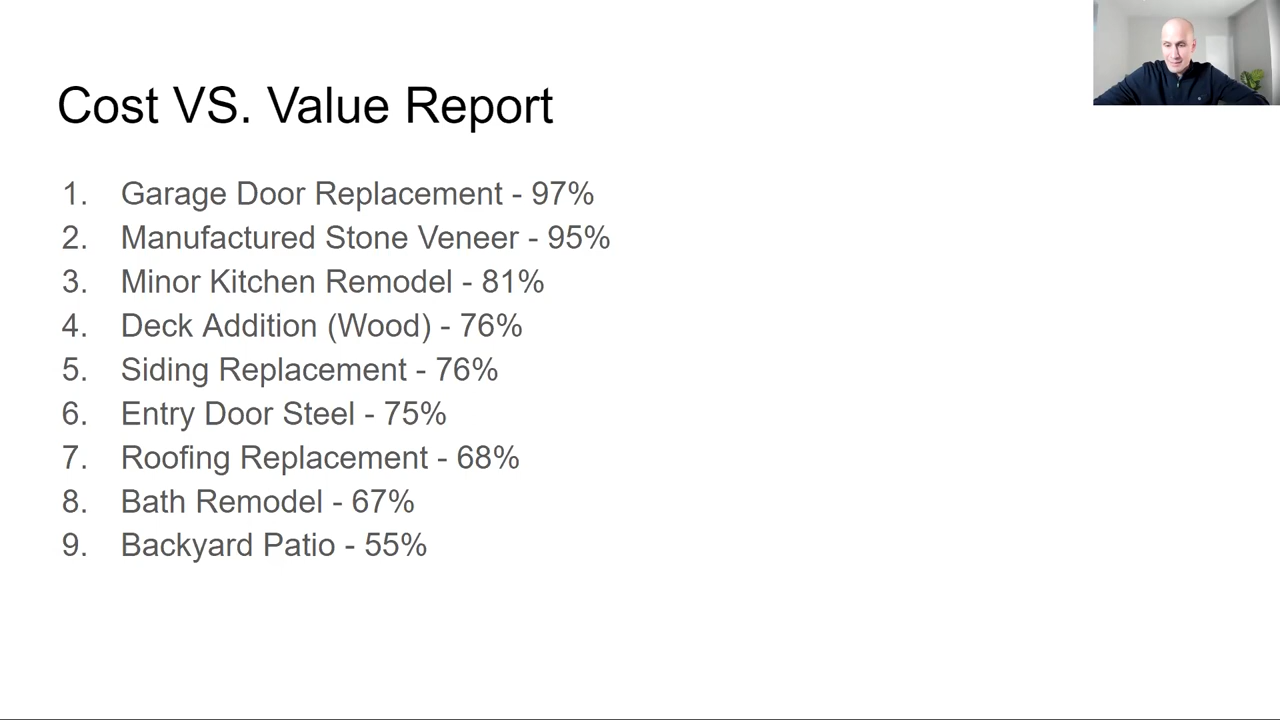 Cost VS. Value Report
1. Garage Door Replacement - 97%
2. Manufactured Stone Veneer - 95%
3. Minor Kitchen Remodel - 81%
4. Deck Addition (Wood) - 76%
5. Siding Replacement - 76%
6. Entry Door Steel - 75%
7. Roofing Replacement - 68%
8. Bath Remodel - 67%
9. Backyard Patio - 55%